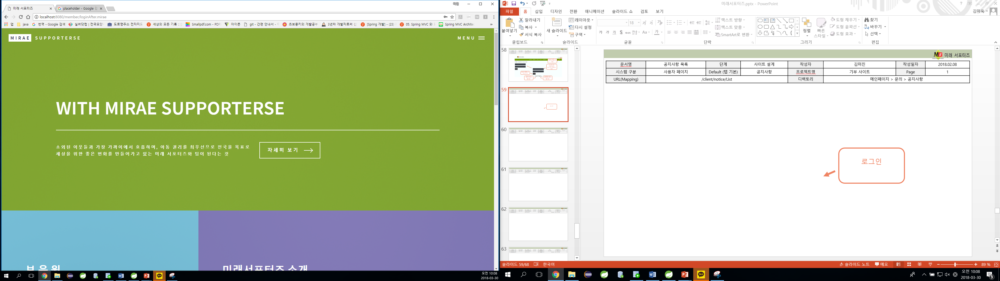 미래 서포터즈
placeholder - Google 검
localhost:8080/member/loginAfter.mirae
앱 java 번역 - Google 검색 실버닷컴 | 전국요양 도로명주소 전자지도 세상의 모든 기록 :: Smallpdf.com - PDF 아이콘 git - 간편 안내서 - 초보몽키의 개발공부 3년차 개발자로써 신 [Spring 개발] - (23) 05. Spring MVC 와 Spring MVC Architec »
MIRAE SUPPORTERSE
MENU
WITH MIRAE SUPPORTERSE
소외된 이웃들과 가장 가까이에서 호흡하며, 아동 권리를 최우선으로 전국을 목표로
세상을 위한 좋은 변화를 만들어가고 있는 미래 서포터즈와 팀이 된다는 것
자세히 보기
미래서포터즈 소개
오전 10:08
2018-03-30
미래서포터즈.pptx - PowerPoint
파일 홈 삽입 디자인 전환 애니메이션 슬라이드 쇼 검토 보기
김미옥
붙여넣기
잘라내기
복사
서식 복사
클립보드
새 슬라이드
레이아웃
다시 설정
구역
슬라이드
18
가 가 가 S abc 간 Aa 가
글꼴
텍스트 방향
텍스트 맞춤
SmartArt로 변환
단락
정렬
빠른 스타일
도형 채우기
도형 윤곽선
도형 효과
그리기
찾기
바꾸기
선택
편집
58
59
60
61
62
63
MR 미래 서포터즈
문서명 공지사항 목록 단계 사이트 설계 작성자 김미진 작성일자 2018.02.08
시스템 구분 사용자 페이지 Default (탭 기본) 공지사항 프로젝트명 기부 사이트 Page 1
URL(Mapping) /client/notice/List 디렉토리 메인페이지 > 문의 > 공지사항
로그인
슬라이드 59/68 한국어
슬라이드 노트 메모
89 %
TALK
오전 10:08
2018-03-30
3